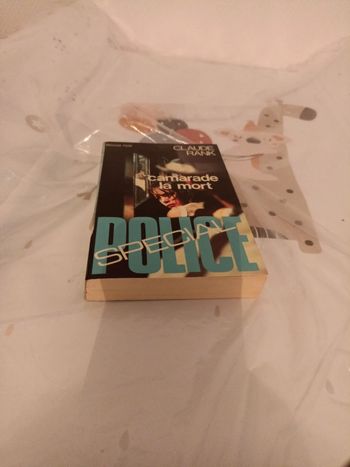 CLAUDE
RANK
camarade
la mort
SPECIAL
POLICE